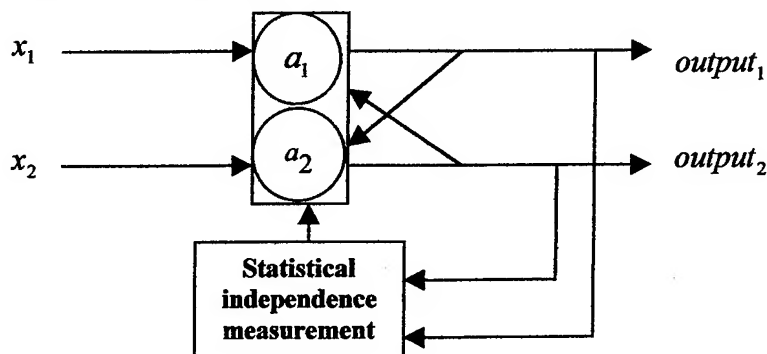 x₁
a₁
output₁
x₂
a₂
output₂
Statistical
independence
measurement